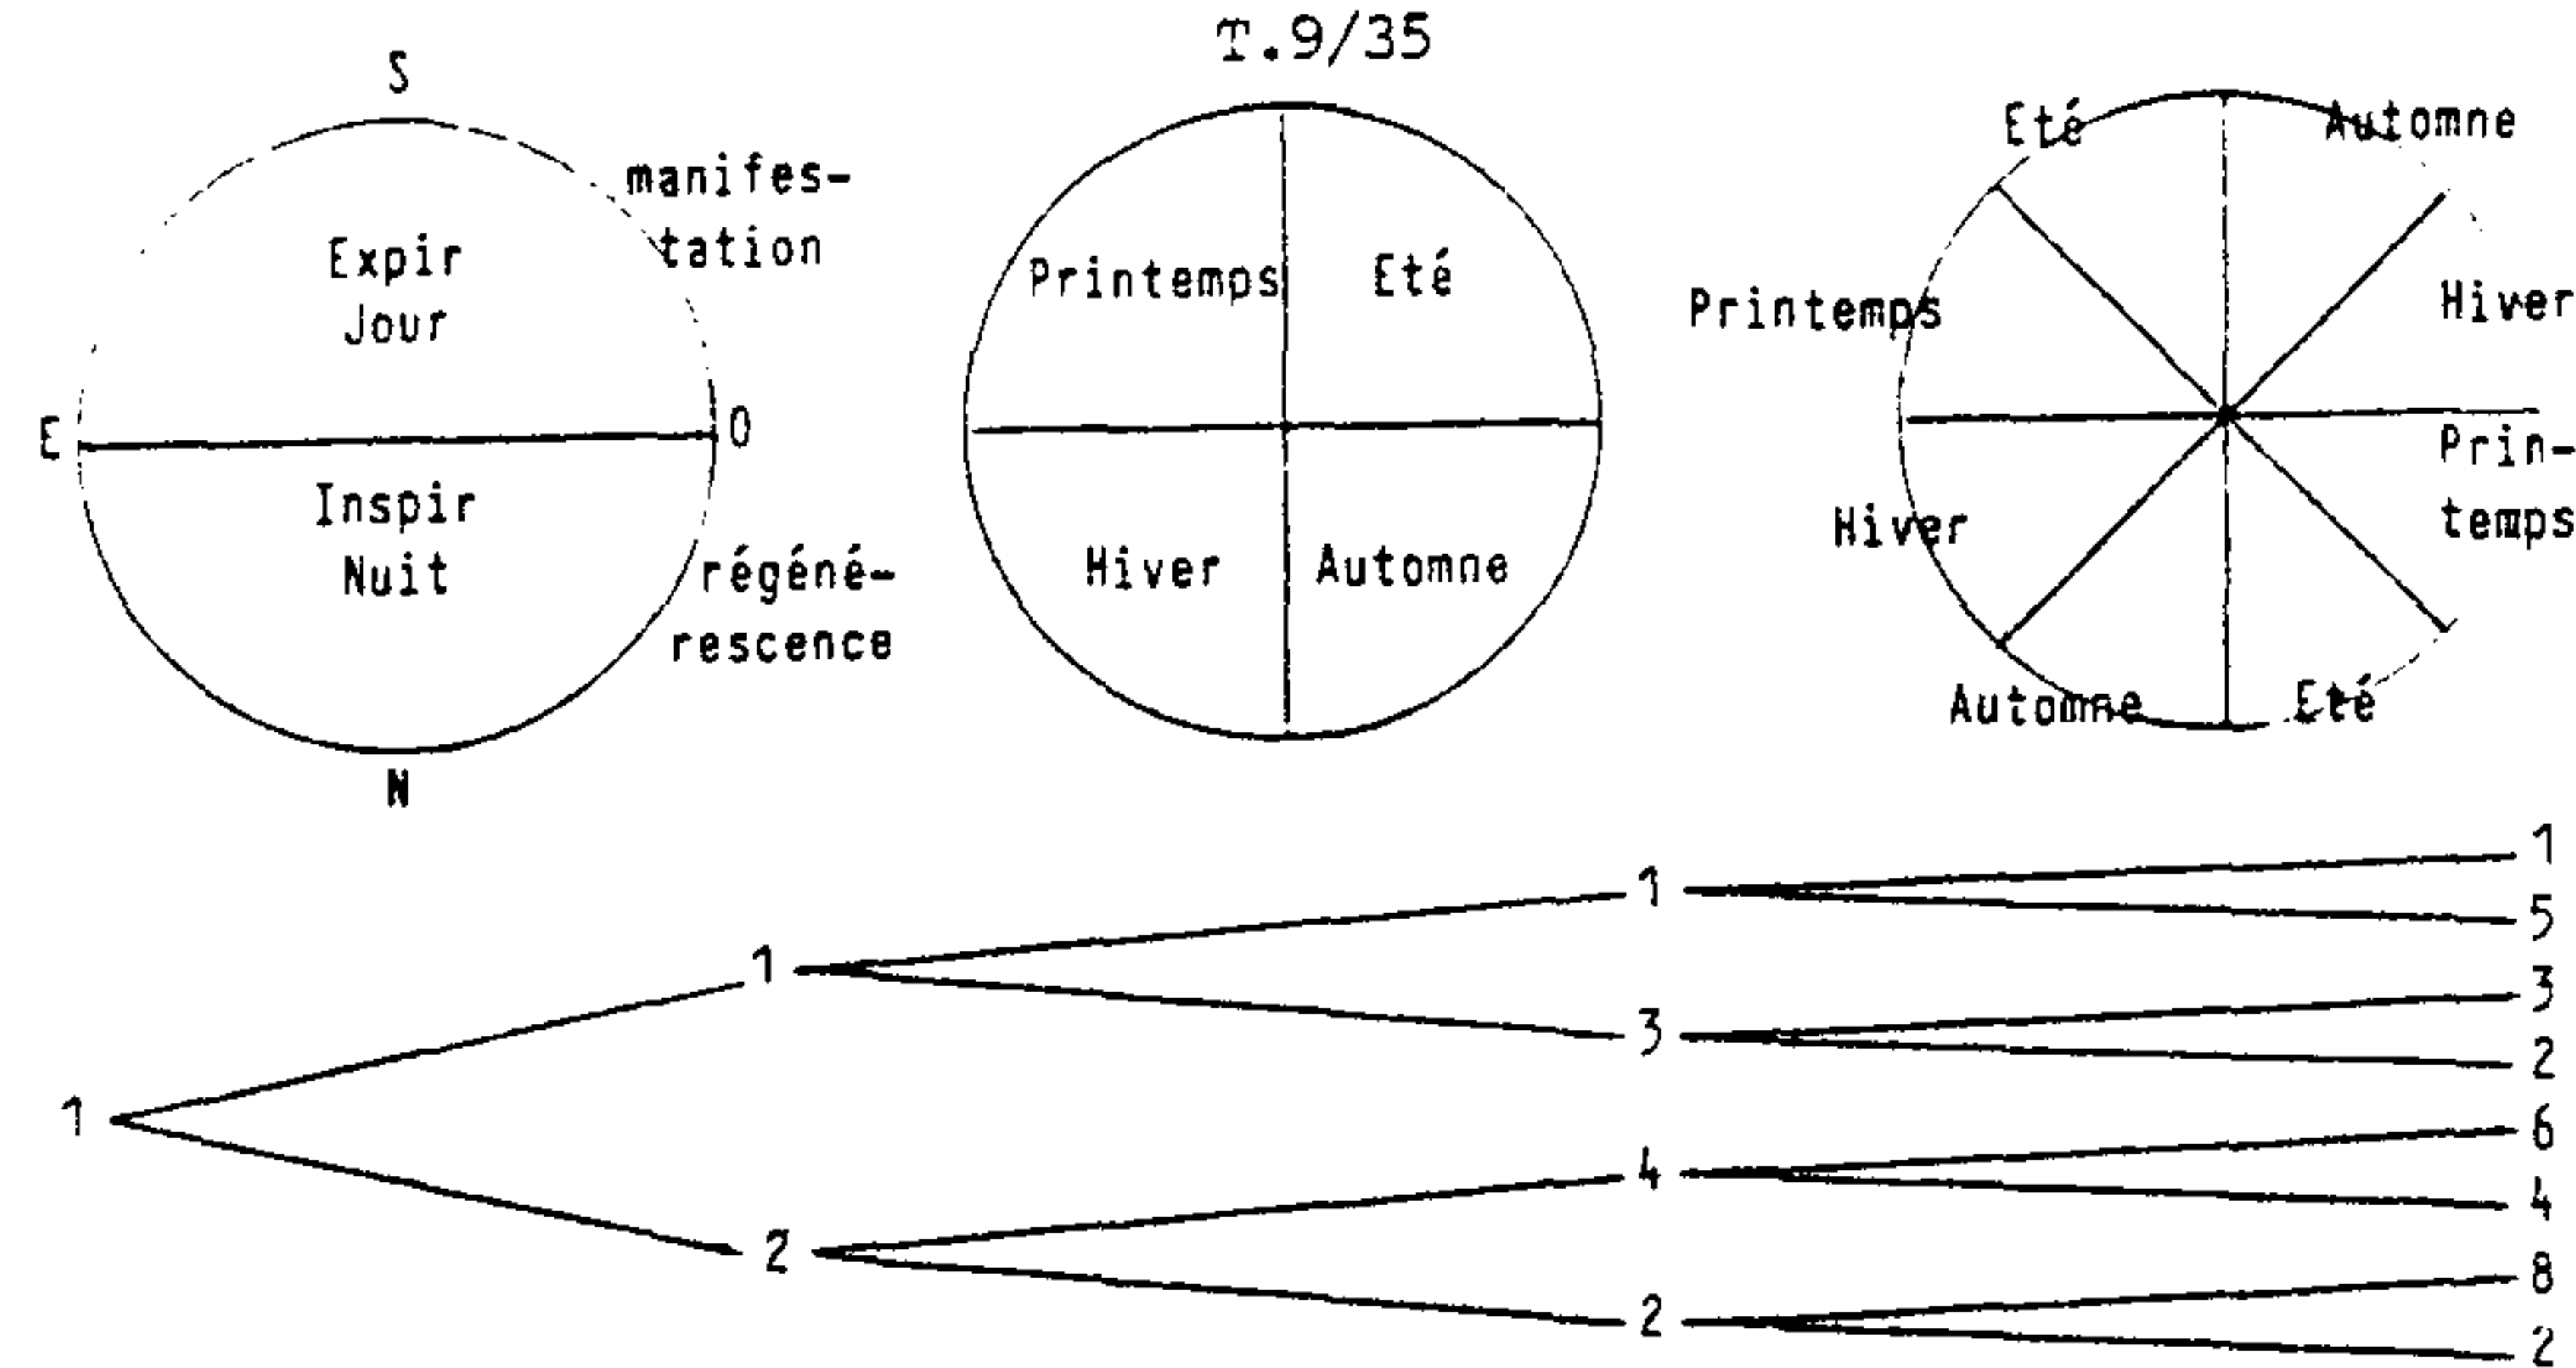 T.9/35
S
manifes-
tation
Expir
Jour
E
O
Inspir
Nuit
régéné-
rescence
N
Printemps
Eté
Hiver
Automne
Eté
Automne
Printemps
Hiver
Hiver
Prin-
temps
Automne
Eté
1
1
2
1
3
4
2
1
5
3
2
6
4
8
2